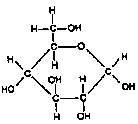 H
H-C-OH
C O
H H H
C OH H C
HO C C OH
H OH